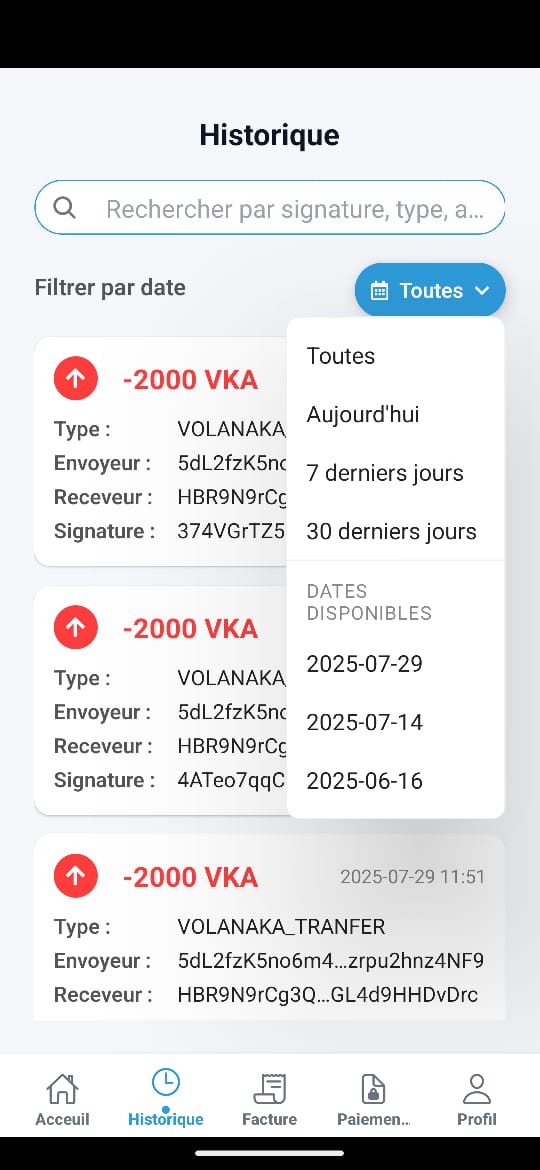 Historique
Rechercher par signature, type, a...
Filtrer par date
Toutes
Toutes
Aujourd'hui
7 derniers jours
30 derniers jours
DATES
DISPONIBLES
2025-07-29
2025-07-14
2025-06-16
-2000 VKA
Type : VOLANAKA_
Envoyeur : 5dL2fzK5no
Receveur : HBR9N9rCg
Signature : 374VGrTZ5
-2000 VKA
Type : VOLANAKA_
Envoyeur : 5dL2fzK5no
Receveur : HBR9N9rCg
Signature : 4ATeo7qqC
-2000 VKA 2025-07-29 11:51
Type : VOLANAKA_TRANFER
Envoyeur : 5dL2fzK5no6m4...zrpu2hnz4NF9
Receveur : HBR9N9rCg3Q...GL4d9HHDvDrc
Acceuil Historique Facture Paiemen... Profil